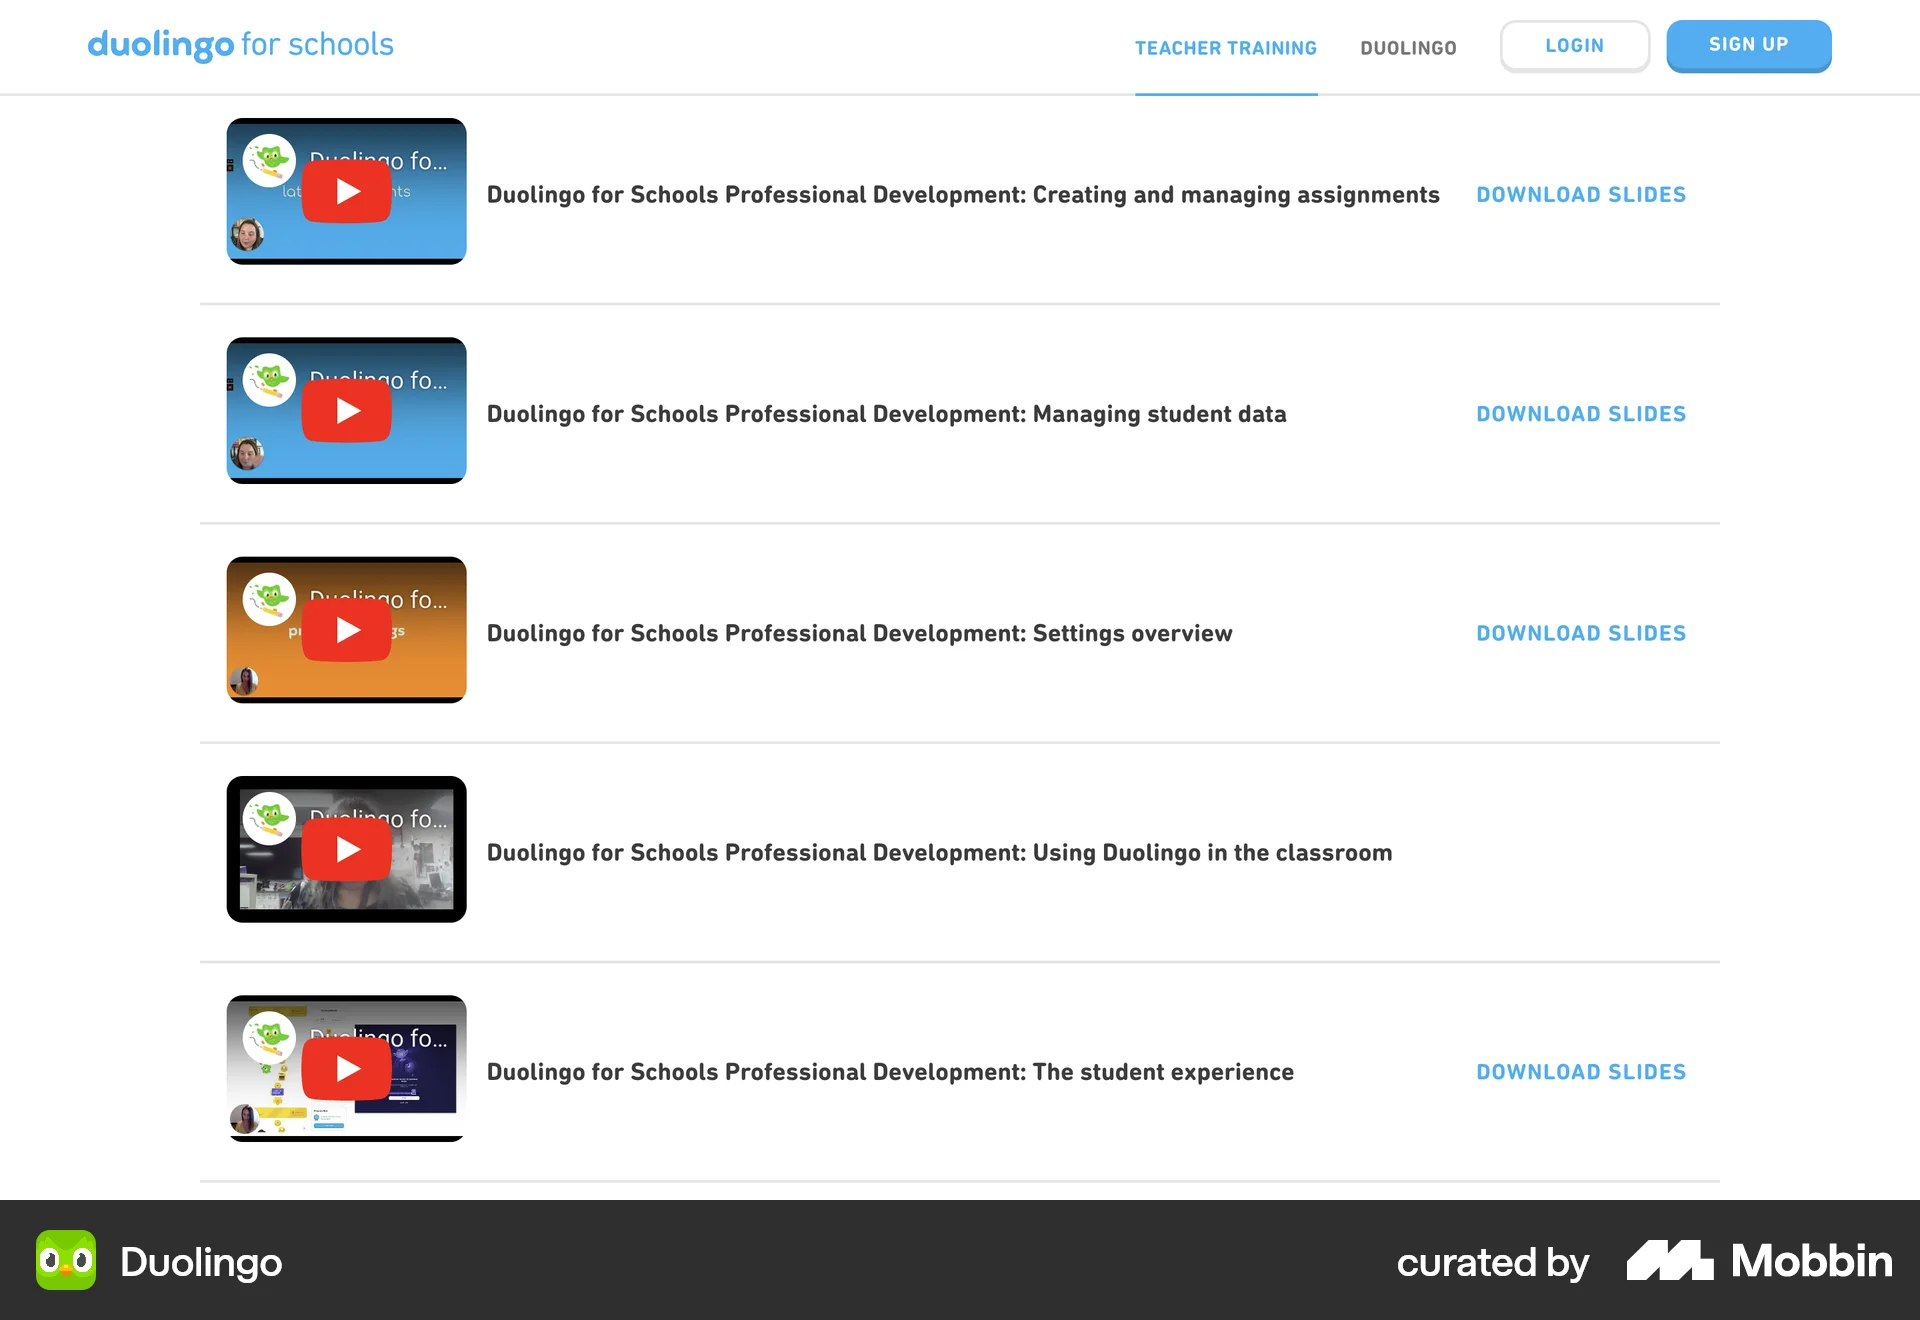 duolingo for schools
TEACHER TRAINING
DUOLINGO
LOGIN
SIGN UP
Duolingo fo...
Duolingo for Schools Professional Development: Creating and managing assignments
DOWNLOAD SLIDES
Duolingo fo...
Duolingo for Schools Professional Development: Managing student data
DOWNLOAD SLIDES
Duolingo fo...
Duolingo for Schools Professional Development: Settings overview
DOWNLOAD SLIDES
Duolingo fo...
Duolingo for Schools Professional Development: Using Duolingo in the classroom
Duolingo fo...
Duolingo for Schools Professional Development: The student experience
DOWNLOAD SLIDES
Duolingo
curated by Mobbin